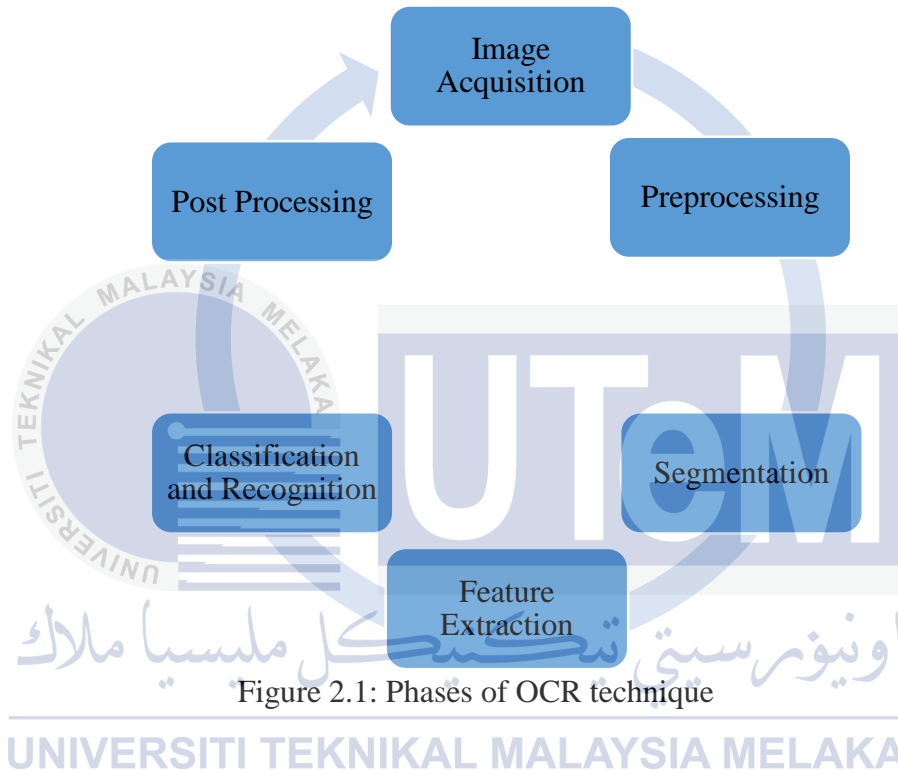 Image
Acquisition
Preprocessing
Segmentation
Feature
Extraction
Classification
and Recognition
Post Processing
UNIVERSITI TEKNIKAL MALAYSIA MELAKA
UTeM
اونيۏرسيتي تيكنيكل مليسيا ملاك
Figure 2.1: Phases of OCR technique
UNIVERSITI TEKNIKAL MALAYSIA MELAKA